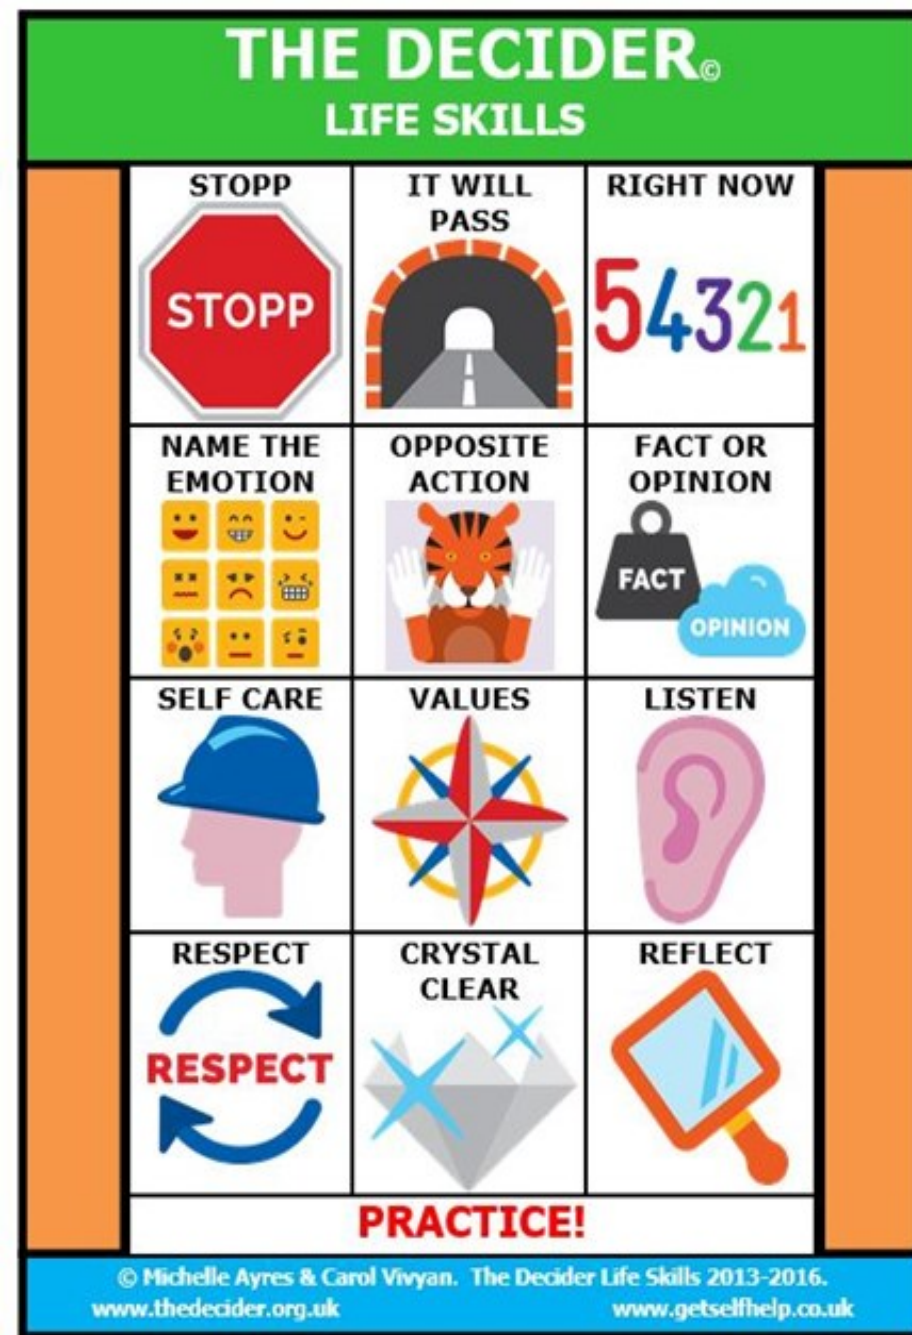 THE DECIDER©
LIFE SKILLS
STOPP
STOPP
IT WILL
PASS
RIGHT NOW
54321
NAME THE
EMOTION
OPPOSITE
ACTION
FACT OR
OPINION
FACT
OPINION
SELF CARE
VALUES
LISTEN
RESPECT
RESPECT
CRYSTAL
CLEAR
REFLECT
PRACTICE!
© Michelle Ayres & Carol Vivyan. The Decider Life Skills 2013-2016.
www.thedecider.org.uk www.getselfhelp.co.uk